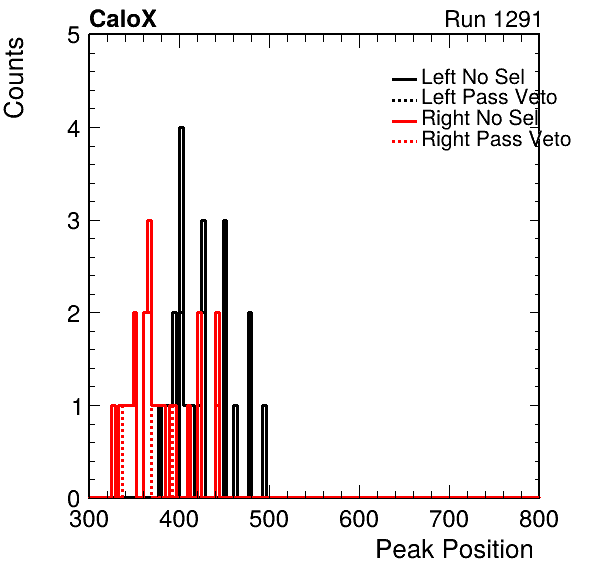 CaloX Run 1291
Counts
5
Left No Sel
Left Pass Veto
Right No Sel
Right Pass Veto
4
3
2
1
0
300 400 500 600 700 800
Peak Position